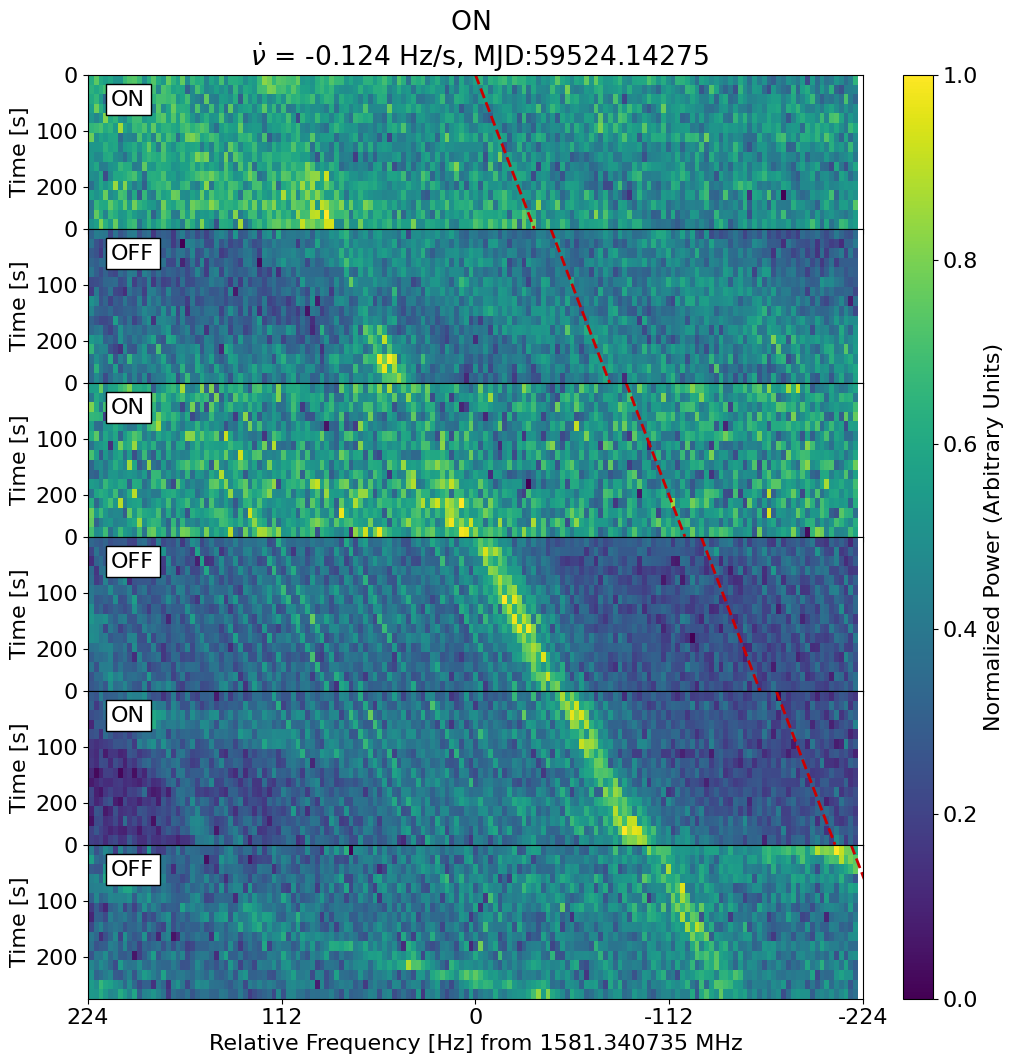 ON
ν̇ = -0.124 Hz/s, MJD:59524.14275
0
100
200
Time [s]
ON
0
100
200
Time [s]
OFF
0
100
200
Time [s]
ON
0
100
200
Time [s]
OFF
0
100
200
Time [s]
ON
0
100
200
Time [s]
OFF
224 112 0 -112 -224
Relative Frequency [Hz] from 1581.340735 MHz
1.0
0.8
0.6
0.4
0.2
0.0
Normalized Power (Arbitrary Units)